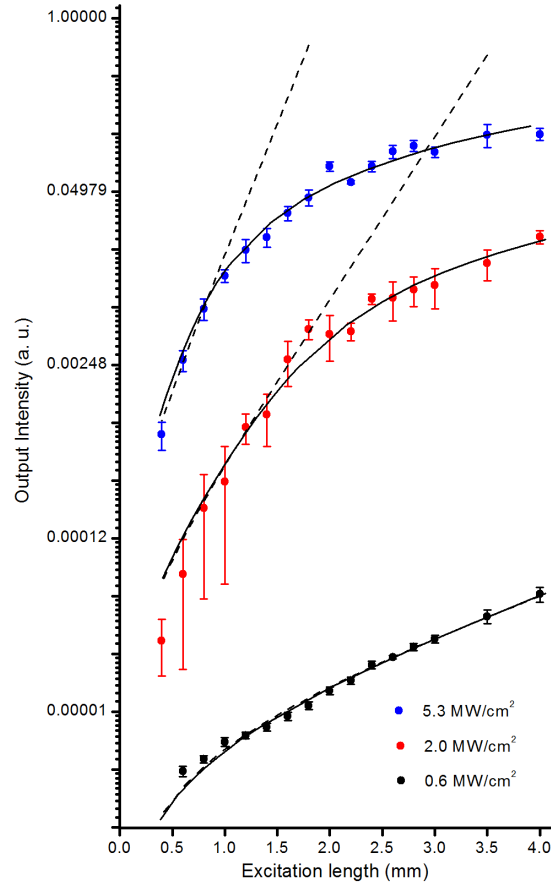 1.00000
0.04979
0.00248
0.00012
0.00001
Output Intensity (a. u.)
5.3 MW/cm²
2.0 MW/cm²
0.6 MW/cm²
0.0 0.5 1.0 1.5 2.0 2.5 3.0 3.5 4.0
Excitation length (mm)